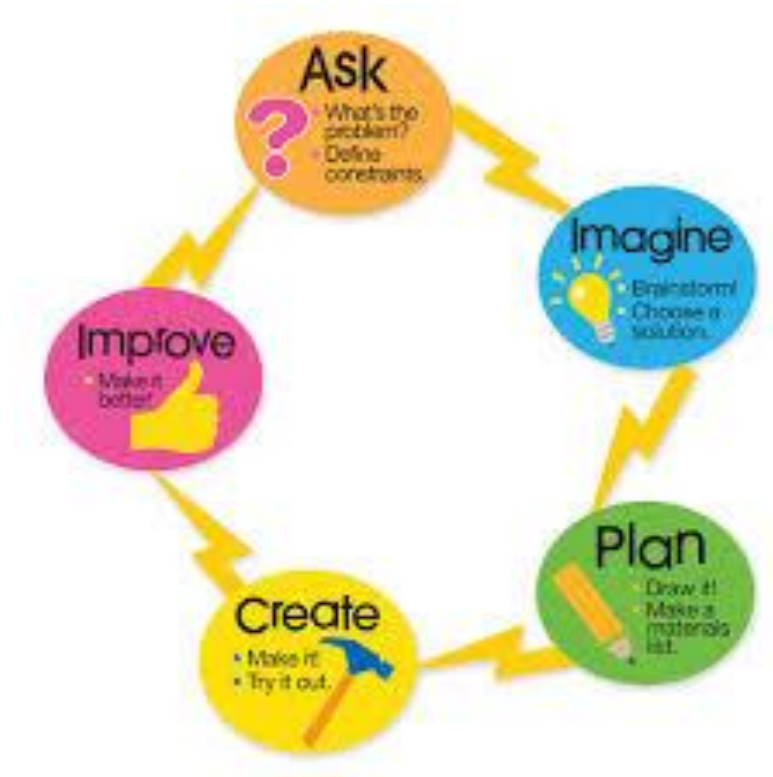 Ask
• What's the
problem?
• Define
constraints.
Imagine
• Brainstorm!
• Choose a
solution.
Plan
• Draw it!
• Make a
materials
list.
Create
• Make it!
• Try it out.
Improve
• Make it
better!